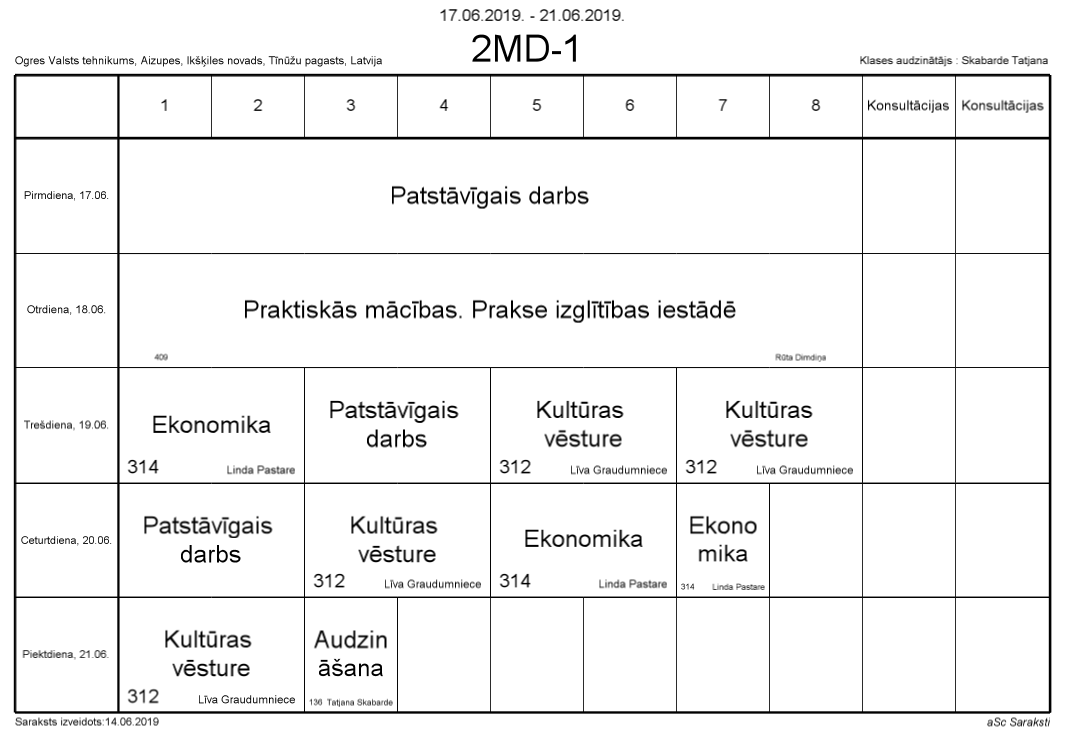 17.06.2019. - 21.06.2019.
2MD-1
Ogres Valsts tehnikums, Aizupes, Ikšķiles novads, Tīnūžu pagasts, Latvija
Klases audzinātājs : Skabarde Tatjana
1 2 3 4 5 6 7 8 Konsultācijas Konsultācijas
Pirmdiena, 17.06.
Patstāvīgais darbs
Otrdiena, 18.06.
Praktiskās mācības. Prakse izglītības iestādē
409
Rūta Dimdiņa
Trešdiena, 19.06.
Ekonomika
314 Linda Pastare
Patstāvīgais
darbs
Kultūras
vēsture
312 Līva Graudumniece
Kultūras
vēsture
312 Līva Graudumniece
Ceturtdiena, 20.06.
Patstāvīgais
darbs
Kultūras
vēsture
312 Līva Graudumniece
Ekonomika
314 Linda Pastare
Ekono
mika
314 Linda Pastare
Piektdiena, 21.06.
Kultūras
vēsture
312 Līva Graudumniece
Audzin
āšana
136 Tatjana Skabarde
Saraksts izveidots:14.06.2019
aSc Saraksti